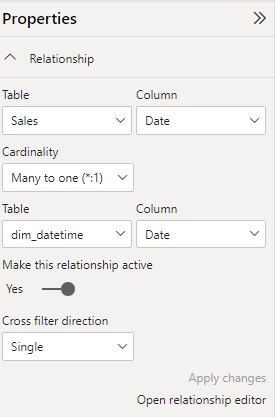 Properties
Relationship
Table Column
Sales Date
Cardinality
Many to one (*:1)
Table Column
dim_datetime Date
Make this relationship active
Yes
Cross filter direction
Single
Apply changes
Open relationship editor